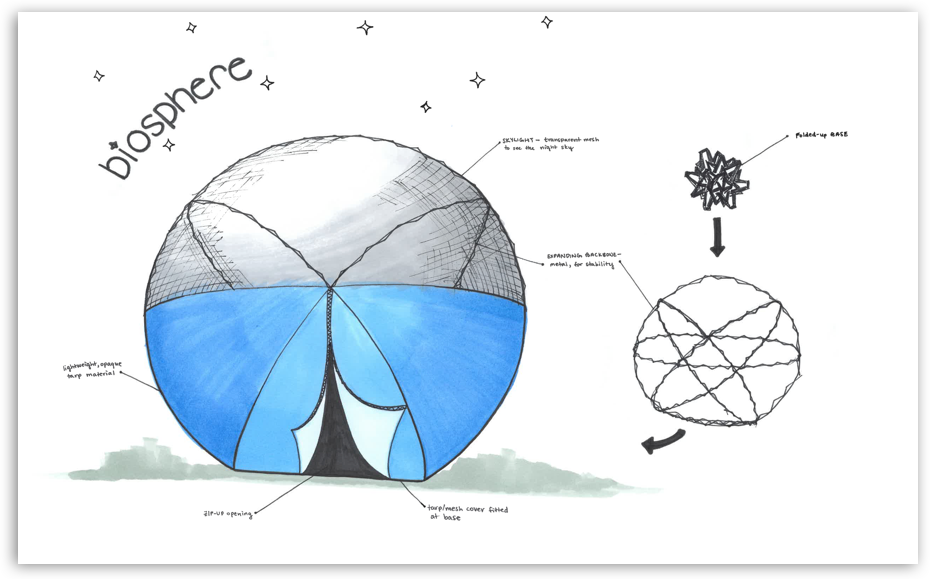 biosphere
SKYLIGHT - transparent mesh
to see the night sky
Folded-up BASE
EXPANDING BACKBONE -
metal, for stability
lightweight, opaque
tarp material
zip-up opening
tarp/mesh cover fitted
at base